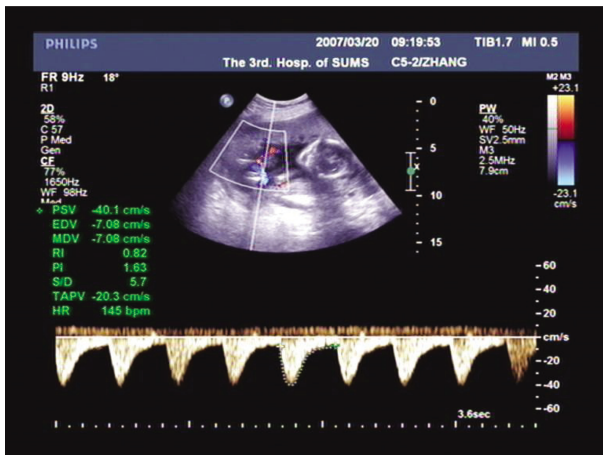 PHILIPS
2007/03/20 09:19:53 TIB1.7 MI 0.5
The 3rd. Hosp. of SUMS C5-2/ZHANG
FR 9Hz 18°
R1
2D
58%
C 57
P Med
Gen
CF
77%
1650Hz
WF 98Hz
Med
PSV -40.1 cm/s
EDV -7.08 cm/s
MDV -7.08 cm/s
RI 0.82
PI 1.63
S/D 5.7
TAPV -20.3 cm/s
HR 145 bpm
0
5
x
10
15
M2 M3
+23.1
-23.1
cm/s
PW
40%
WF 50Hz
SV2.5mm
M3
2.5MHz
7.9cm
60
40
20
cm/s
-20
-40
-60
3.6sec